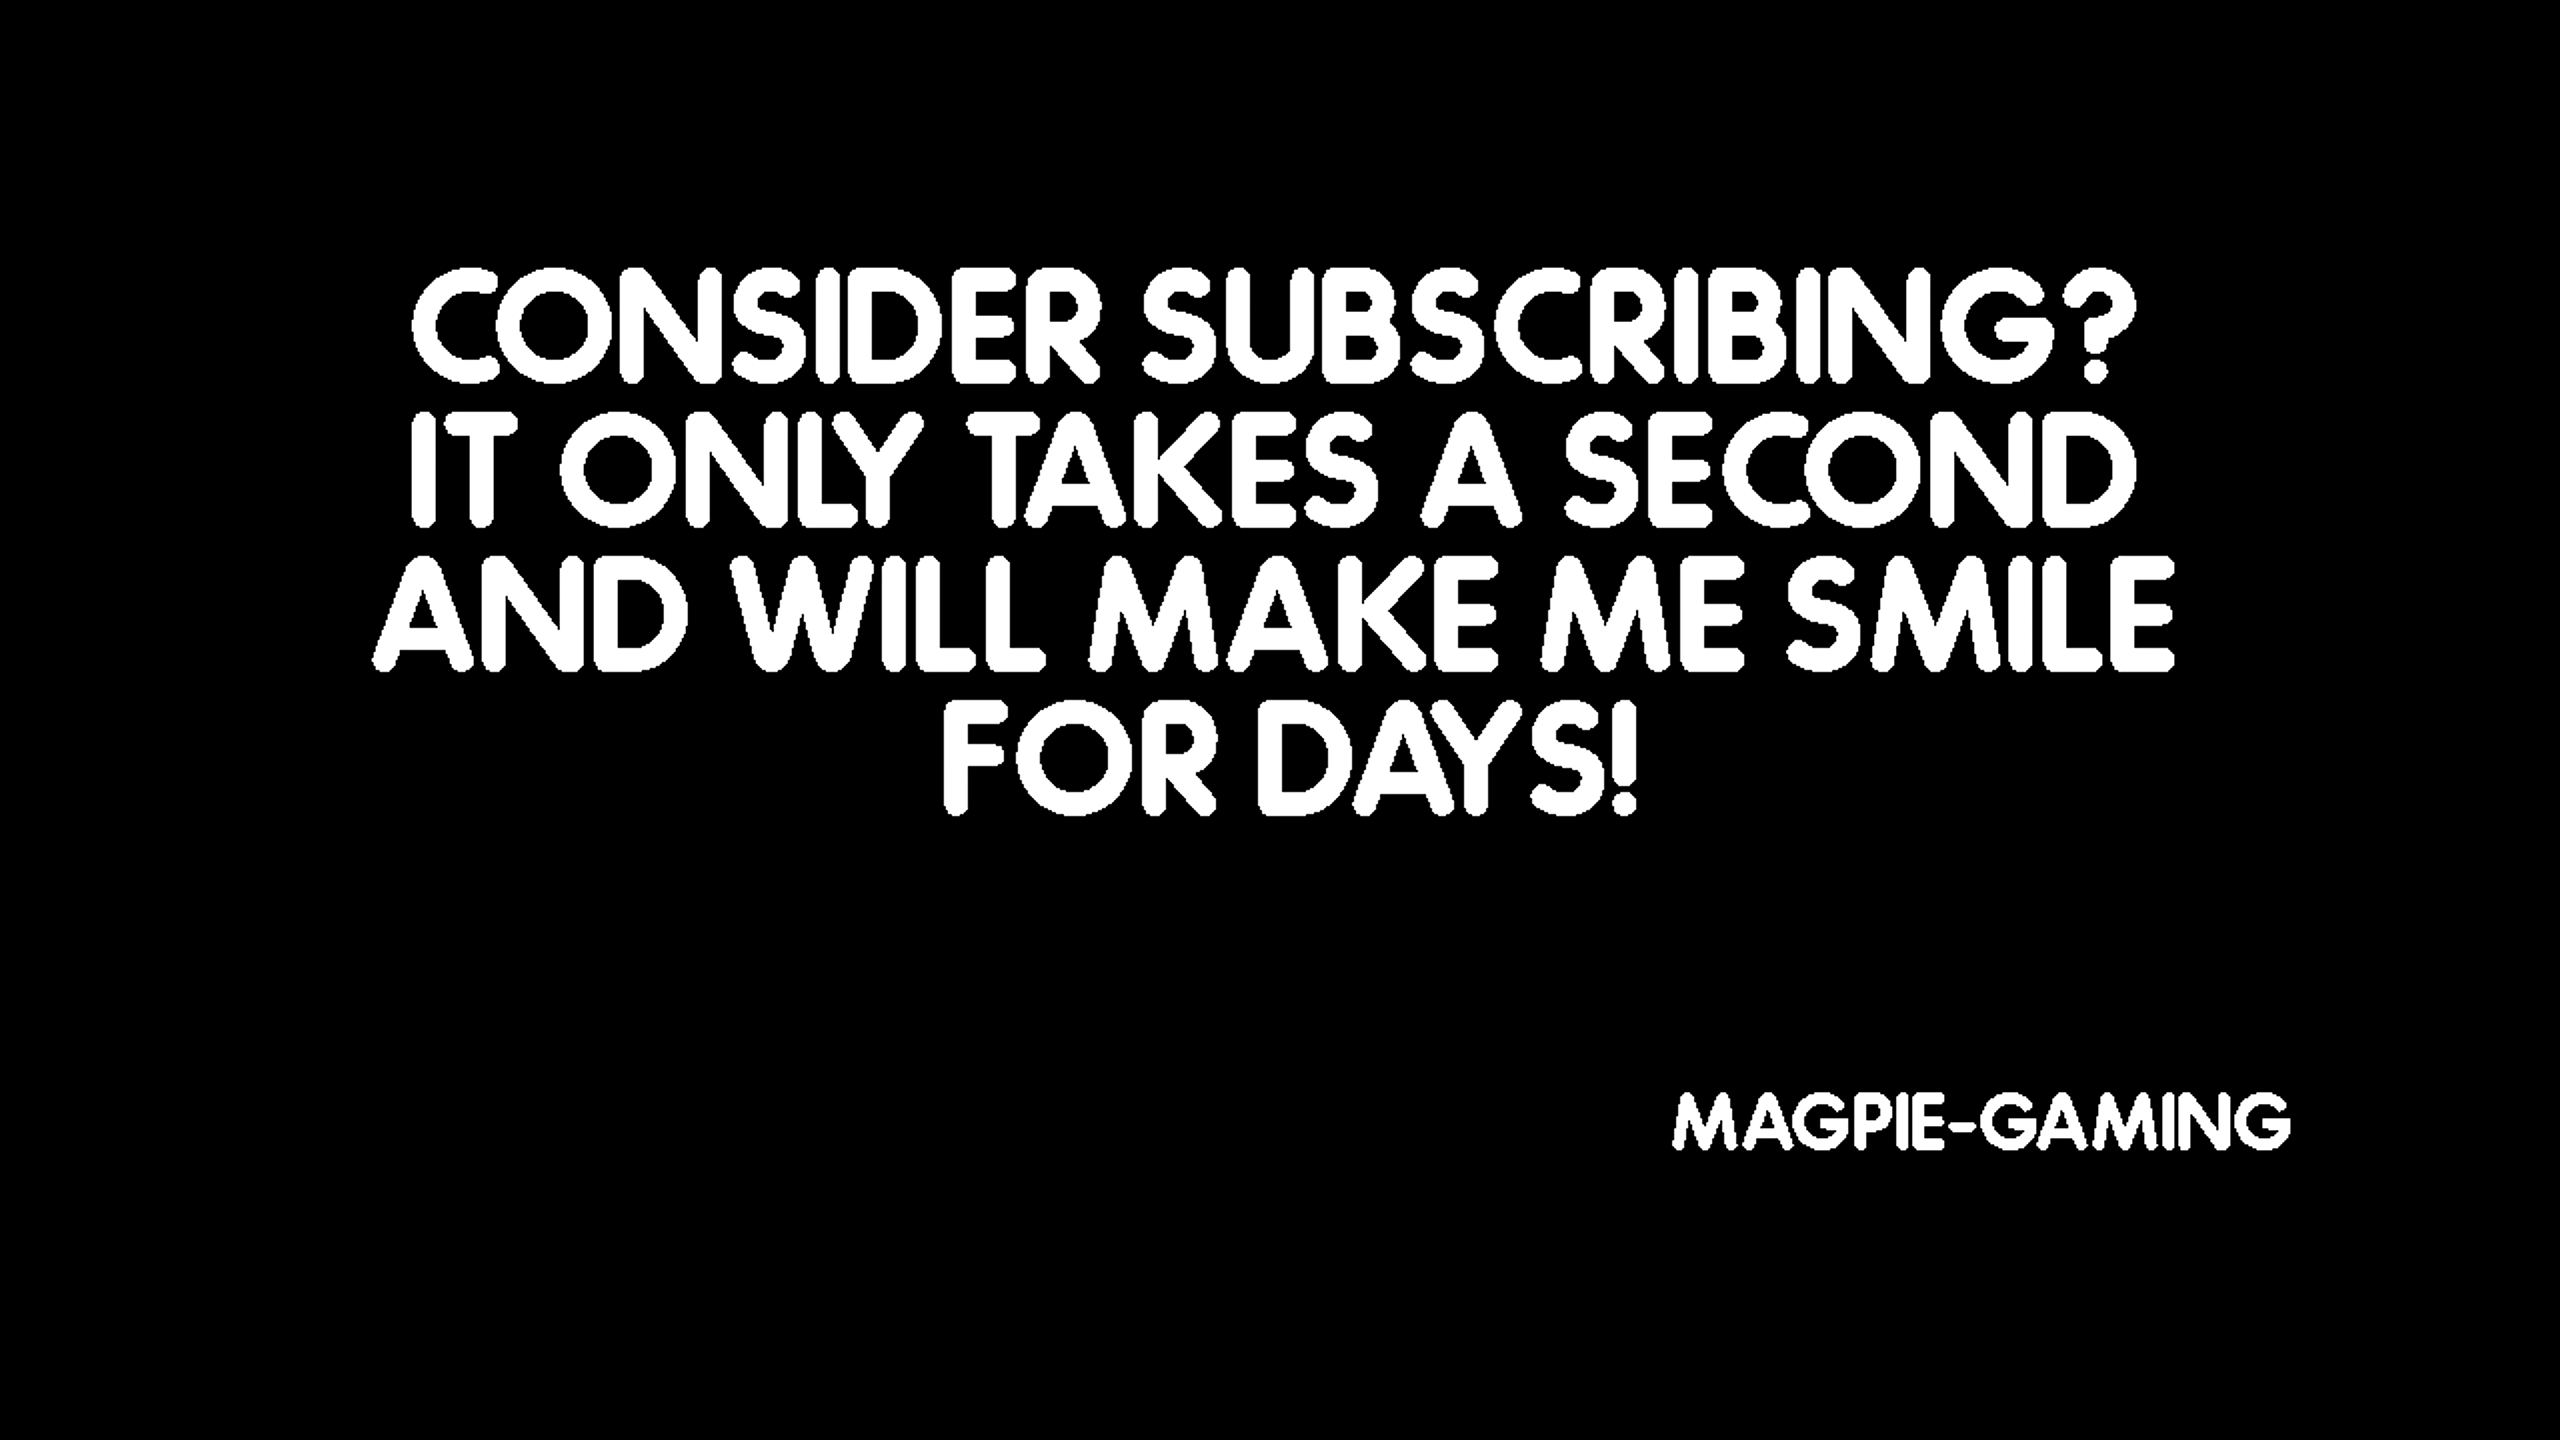 CONSIDER SUBSCRIBING?
IT ONLY TAKES A SECOND
AND WILL MAKE ME SMILE
FOR DAYS!
MAGPIE-GAMING